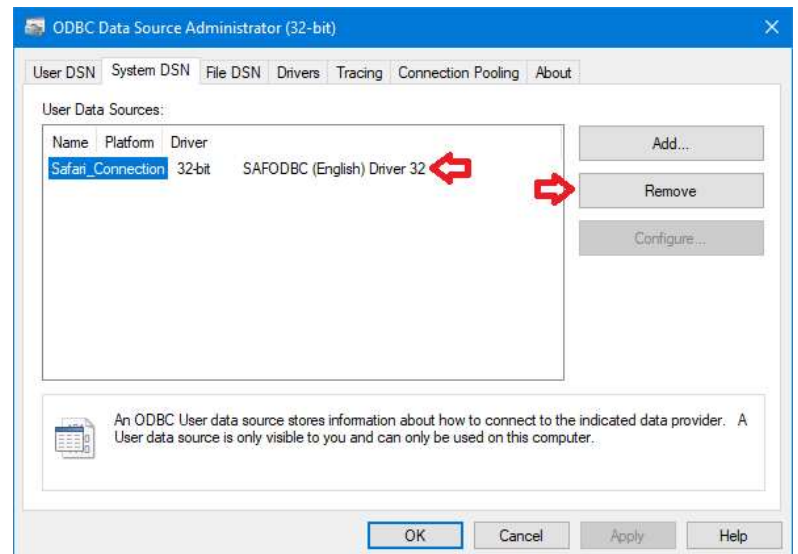 ODBC Data Source Administrator (32-bit)
User DSN System DSN File DSN Drivers Tracing Connection Pooling About
User Data Sources:
Name Platform Driver
Safari_Connection 32-bit SAFODBC (English) Driver 32
Add...
Remove
Configure...
An ODBC User data source stores information about how to connect to the indicated data provider. A
User data source is only visible to you and can only be used on this computer.
OK Cancel Apply Help